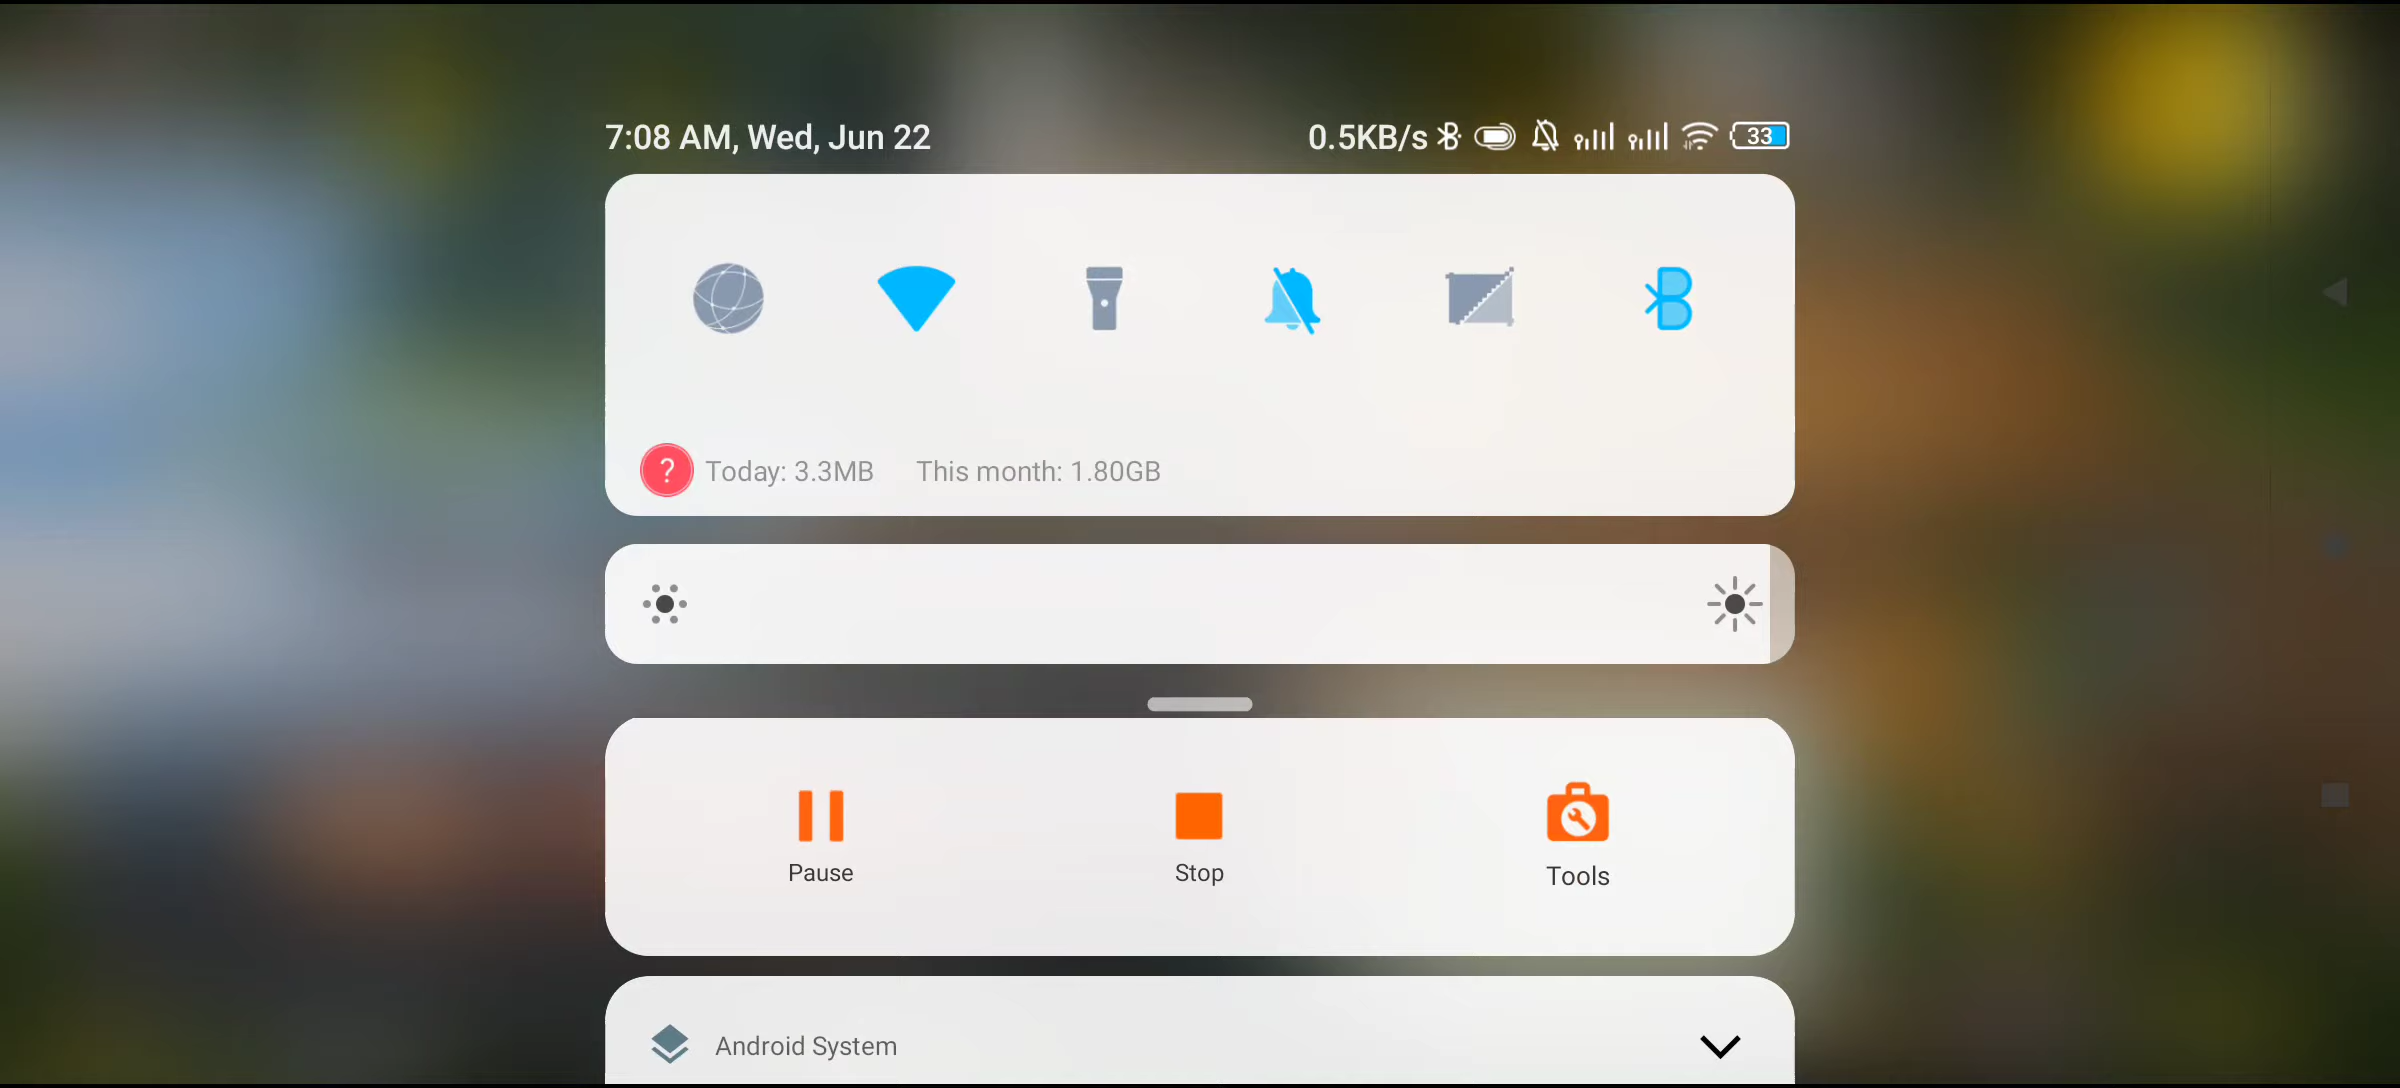 7:08 AM, Wed, Jun 22
0.5KB/s 33
? Today: 3.3MB This month: 1.80GB
Pause Stop Tools
Android System